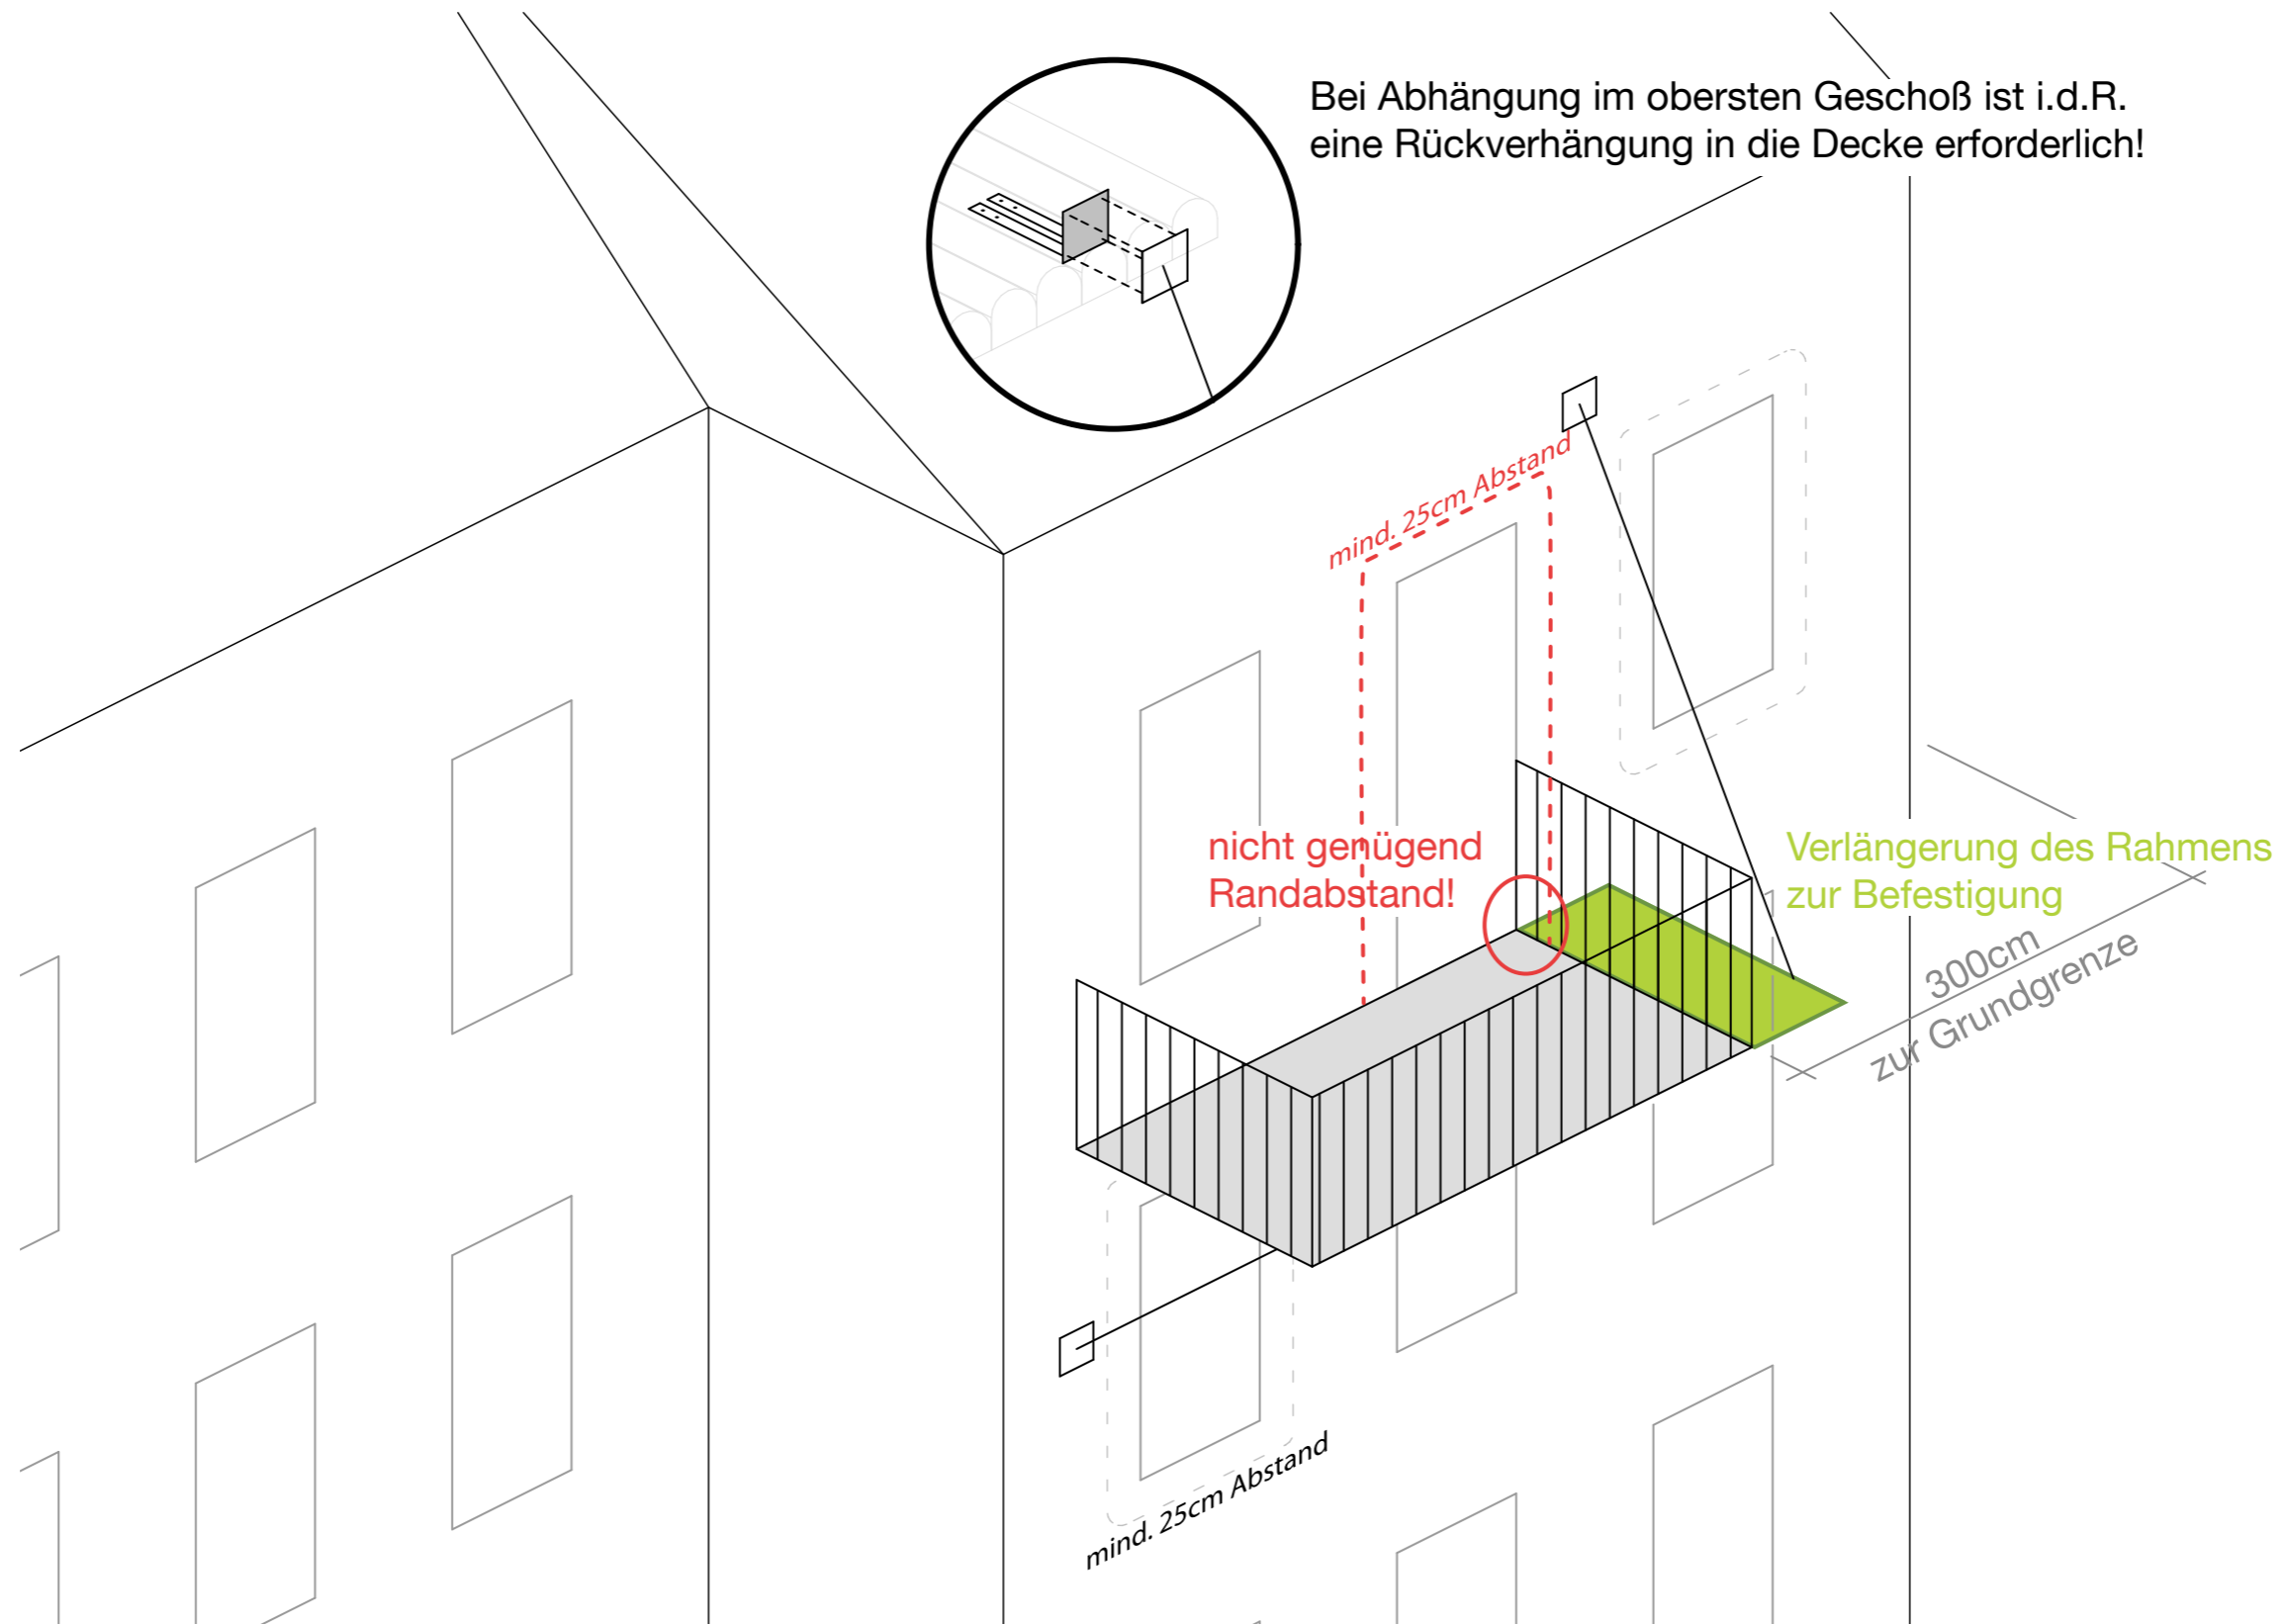 Bei Abhängung im obersten Geschoß ist i.d.R.
eine Rückverhängung in die Decke erforderlich!
mind. 25cm Abstand
nicht genügend
Randabstand!
Verlängerung des Rahmens
zur Befestigung
300cm
zur Grundgrenze
mind. 25cm Abstand